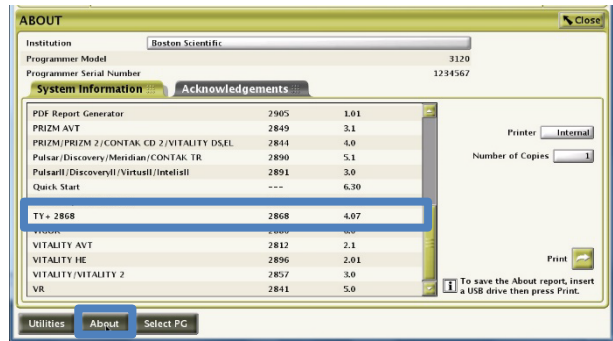 ABOUT Close
Institution Boston Scientific
Programmer Model 3120
Programmer Serial Number 1234567
System Information Acknowledgements
PDF Report Generator 2905 1.01
PRIZM AVT 2849 3.1
PRIZM/PRIZM 2/CONTAK CD 2/VITALITY DS,EL 2844 4.0
Pulsar/Discovery/Meridian/CONTAK TR 2890 5.1
PulsarII/DiscoveryII/VirtusII/IntelisII 2891 3.0
Quick Start --- 6.30
TY+ 2868 2868 4.07
VITALITY AVT 2812 2.1
VITALITY HE 2896 2.01
VITALITY/VITALITY 2 2857 3.0
VR 2841 5.0
Printer Internal
Number of Copies 1
Print
To save the About report, insert
a USB drive then press Print.
Utilities About Select PG